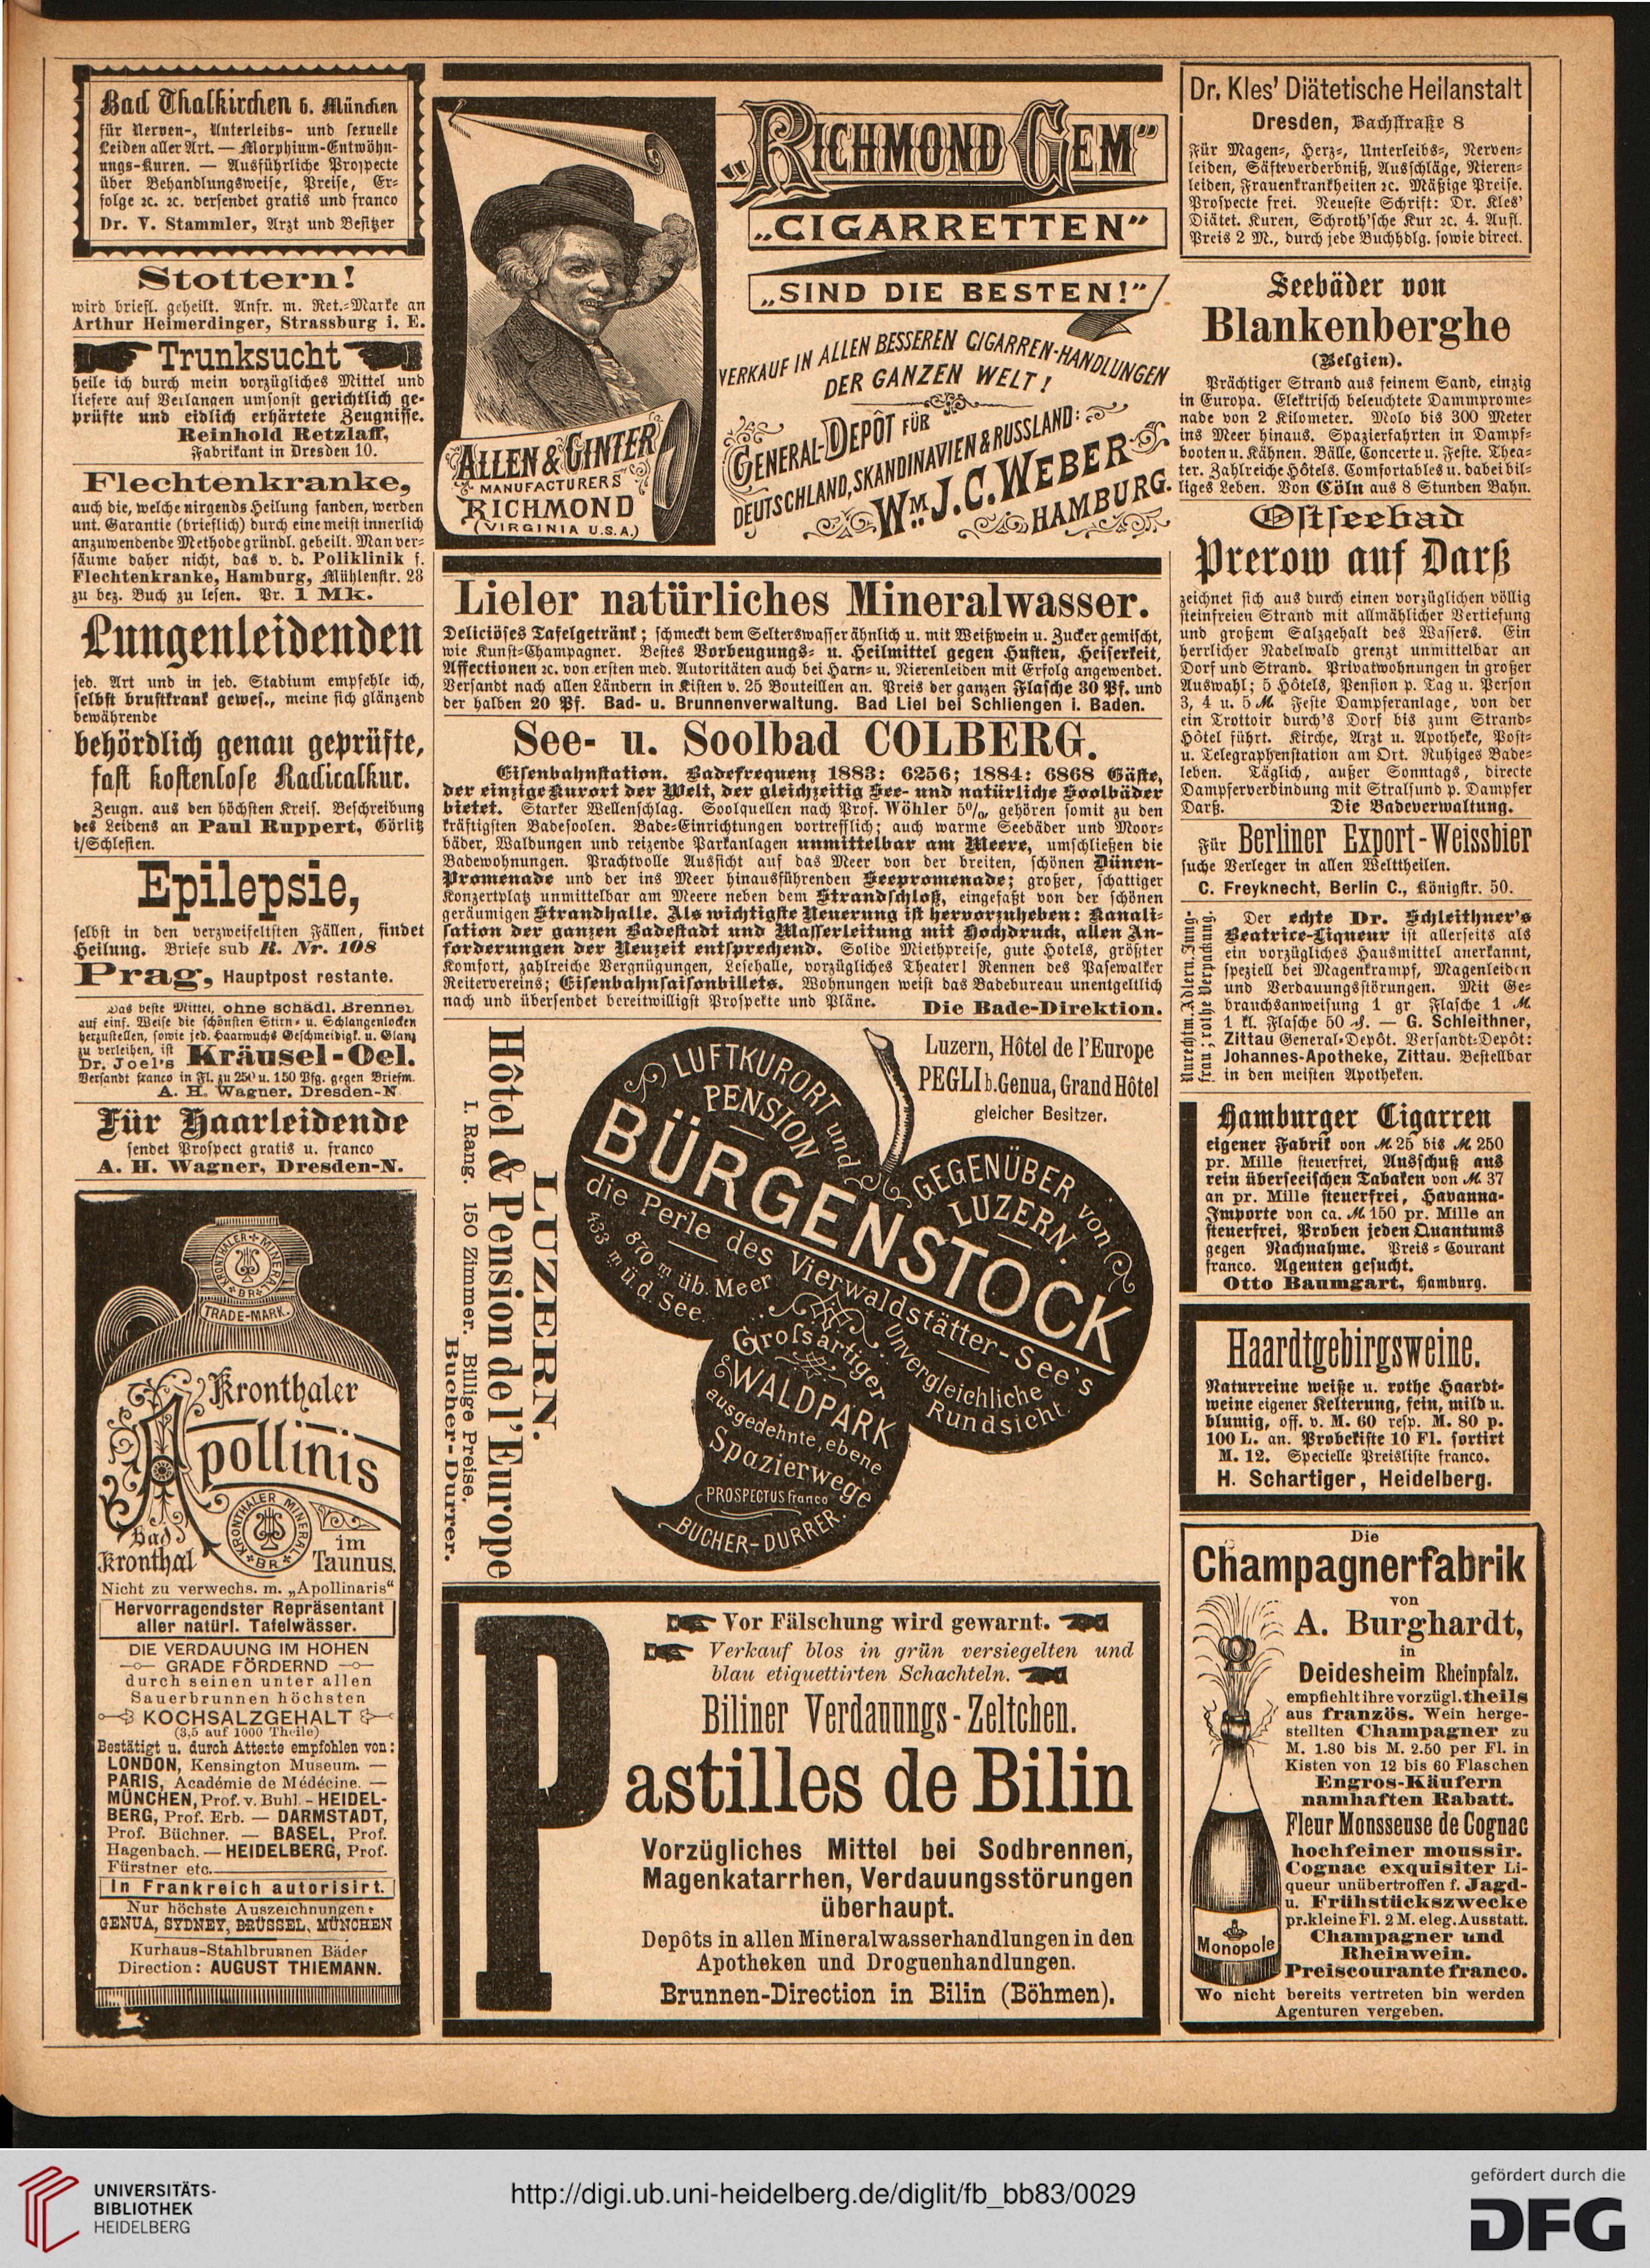 Bad Thalkirchen b. München
für Nerven-, Unterleibs- und sexuelle
Leiden aller Art. — Morphium-Entwöhn-
ungs-Kuren. — Ausführliche Prospecte
über Behandlungsweise, Preise, Er-
folge ꝛc. ꝛc. versendet gratis und franco
Dr. V. Stammler, Arzt und Besitzer
Stottern!
wird briefl. geheilt. Anfr. m. Ret.-Marke an
Arthur Heimerdinger, Strassburg i. E.
Trunksucht
heile ich durch mein vorzügliches Mittel und
liefere auf Verlangen umsonst gerichtlich ge-
prüfte und eidlich erhärtete Zeugnisse.
Reinhold Retzlaff,
Fabrikant in Dresden 10.
Flechtenkranke,
auch die, welche nirgends Heilung fanden, werden
unt. Garantie (brieflich) durch eine meist innerlich
anzuwendende Methode gründl. geheilt. Man ver-
säume daher nicht, das v. d. Poliklinik f.
Flechtenkranke, Hamburg, Mühlenstr. 23
zu bez. Buch zu lesen. Pr. 1 Mk.
Lungenleidenden
jed. Art und in jed. Stadium empfehle ich,
selbst brustkrank gewes., meine sich glänzend
bewährende
behördlich genau geprüfte,
fast kostenlose Radicalkur.
Zeugn. aus den höchsten Kreis. Beschreibung
des Leidens an Paul Ruppert, Görlitz
i/Schlesien.
Epilepsie,
selbst in den verzweifeltsten Fällen, findet
Heilung. Briefe sub R. Nr. 108
Prag, Hauptpost restante.
Das beste Mittel, ohne schädl. Brennen
auf einf. Weise die schönsten Stirn- u. Schlangenlocken
herzustellen, sowie jed. Haarwuchs Geschmeidigk. u. Glanz
zu verleihen, ist
Dr. Joel's Kräusel-Oel.
Versandt franco in Fl. zu 250 u. 150 Pfg. gegen Briefm.
A. H. Wagner, Dresden-N.
Für Haarleidende
sendet Prospect gratis u. franco
A. H. Wagner, Dresden-N.
KRONTHALER MINERAL
BR
TRADE-MARK.
Kronthaler
Apollinis
KRONTHALER MINERAL
BR
Bad Kronthal
im Taunus.
Nicht zu verwechs. m. „Apollinaris“
Hervorragendster Repräsentant
aller natürl. Tafelwässer.
DIE VERDAUUNG IM HOHEN
GRADE FÖRDERND
durch seinen unter allen
Sauerbrunnen höchsten
KOCHSALZGEHALT
(3,5 auf 1000 Theile)
Bestätigt u. durch Atteste empfohlen von:
LONDON, Kensington Museum. —
PARIS, Académie de Médécine. —
MÜNCHEN, Prof. v. Buhl. - HEIDEL-
BERG, Prof. Erb. — DARMSTADT,
Prof. Büchner. — BASEL, Prof.
Hagenbach. — HEIDELBERG, Prof.
Fürstner etc.
In Frankreich autorisirt.
Nur höchste Auszeichnungen:
GENUA, SYDNEY, BRÜSSEL, MÜNCHEN
Kurhaus-Stahlbrunnen Bäder
Direction: AUGUST THIEMANN.
„RICHMOND GEM“
„CIGARRETTEN“
„SIND DIE BESTEN!“
VERKAUF IN ALLEN BESSEREN CIGARREN-HANDLUNGEN
DER GANZEN WELT!
GENERAL-DEPÔT FÜR
DEUTSCHLAND, SKANDINAVIEN & RUSSLAND:
WM. J. C. WEBER
HAMBURG.
ALLEN & GINTER
MANUFACTURERS
RICHMOND
(VIRGINIA U.S.A.)
Lieler natürliches Mineralwasser.
Deliciöses Tafelgetränk; schmeckt dem Selterswasser ähnlich u. mit Weißwein u. Zucker gemischt,
wie Kunst-Champagner. Bestes Vorbeugungs- u. Heilmittel gegen Husten, Heiserkeit,
Affectionen ꝛc. von ersten med. Autoritäten auch bei Harn- u. Nierenleiden mit Erfolg angewendet.
Versandt nach allen Ländern in Kisten v. 25 Bouteillen an. Preis der ganzen Flasche 30 Pf. und
der halben 20 Pf. Bad- u. Brunnenverwaltung. Bad Liel bei Schliengen i. Baden.
See- u. Soolbad COLBERG.
Eisenbahnstation. Badefrequenz 1883: 6256; 1884: 6868 Gäste,
der einzige Kurort der Welt, der gleichzeitig See- und natürliche Soolbäder
bietet. Starker Wellenschlag. Soolquellen nach Prof. Wöhler 5%, gehören somit zu den
kräftigsten Badesoolen. Bade-Einrichtungen vortrefflich; auch warme Seebäder und Moor-
bäder, Waldungen und reizende Parkanlagen unmittelbar am Meere, umschließen die
Badewohnungen. Prachtvolle Aussicht auf das Meer von der breiten, schönen Dünen-
Promenade und der ins Meer hinausführenden Seepromenade; großer, schattiger
Konzertplatz unmittelbar am Meere neben dem Strandschloß, eingefaßt von der schönen
geräumigen Strandhalle. Als wichtigste Neuerung ist hervorzuheben: Kanali-
sation der ganzen Badestadt und Wasserleitung mit Hochdruck, allen An-
forderungen der Neuzeit entsprechend. Solide Miethpreise, gute Hotels, größter
Komfort, zahlreiche Vergnügungen, Lesehalle, vorzügliches Theater! Rennen des Pasewalker
Reitervereins; Eisenbahnsaisonbillets. Wohnungen weist das Badebureau unentgeltlich
nach und übersendet bereitwilligst Prospekte und Pläne. Die Bade-Direktion.
LUZERN.
Hôtel & Pension de l'Europe
I. Rang. 150 Zimmer. Billige Preise.
Bucher-Durrer.
Luzern, Hôtel de l'Europe
PEGLI b. Genua, Grand Hôtel
gleicher Besitzer.
LUFTKURORT und
PENSION
BÜRGENSTOCK
GEGENÜBER von
LUZERN.
die Perle des Vierwaldstätter-See's
870 m üb. Meer
433 m ü. d. See.
Grossartiger
WALDPARK
ausgedehnte, ebene
Spazierwege
Unvergleichliche
Rundsicht.
PROSPECTUS franco
BUCHER-DURRER.
Vor Fälschung wird gewarnt.
Verkauf blos in grün versiegelten und
blau etiquettirten Schachteln.
Biliner Verdauungs-Zeltchen.
Pastilles de Bilin
Vorzügliches Mittel bei Sodbrennen,
Magenkatarrhen, Verdauungsstörungen
überhaupt.
Depôts in allen Mineralwasserhandlungen in den
Apotheken und Droguenhandlungen.
Brunnen-Direction in Bilin (Böhmen).
Dr. Kles' Diätetische Heilanstalt
Dresden, Bachstraße 8
Für Magen-, Herz-, Unterleibs-, Nerven-
leiden, Säfteverderbniß, Ausschläge, Nieren-
leiden, Frauenkrankheiten ꝛc. Mäßige Preise.
Prospecte frei. Neueste Schrift: Dr. Kles'
Diätet. Kuren, Schroth'sche Kur ꝛc. 4. Aufl.
Preis 2 M., durch jede Buchhdlg. sowie direct.
Seebäder von
Blankenberghe
(Belgien).
Prächtiger Strand aus feinem Sand, einzig
in Europa. Elektrisch beleuchtete Dammprome-
nade von 2 Kilometer. Molo bis 300 Meter
ins Meer hinaus. Spazierfahrten in Dampf-
booten u. Kähnen. Bälle, Concerte u. Feste. Thea-
ter. Zahlreiche Hôtels. Comfortables u. dabei bil-
liges Leben. Von Cöln aus 8 Stunden Bahn.
Ostseebad
Prerow auf Darß
zeichnet sich aus durch einen vorzüglichen völlig
steinfreien Strand mit allmählicher Vertiefung
und großem Salzgehalt des Wassers. Ein
herrlicher Nadelwald grenzt unmittelbar an
Dorf und Strand. Privatwohnungen in großer
Auswahl; 5 Hôtels, Pension p. Tag u. Person
3, 4 u. 5 M. Feste Dampferanlage, von der
ein Trottoir durch's Dorf bis zum Strand-
Hôtel führt. Kirche, Arzt u. Apotheke, Post-
u. Telegraphenstation am Ort. Ruhiges Bade-
leben. Täglich, außer Sonntags, directe
Dampferverbindung mit Stralsund p. Dampfer
Darß. Die Badeverwaltung.
Für Berliner Export-Weissbier
suche Verleger in allen Welttheilen.
C. Freyknecht, Berlin C., Königstr. 50.
Unrecht m. Adler u. Jung-
frau; rothe Verpackung.
Der echte Dr. Schleithner's
Beatrice-Liqueur ist allerseits als
ein vorzügliches Hausmittel anerkannt,
speziell bei Magenkrampf, Magenleiden
und Verdauungsstörungen. Mit Ge-
brauchsanweisung 1 gr. Flasche 1 M.
1 kl. Flasche 50 ₰. — G. Schleithner,
Zittau General-Depôt. Versandt-Depôt:
Johannes-Apotheke, Zittau. Bestellbar
in den meisten Apotheken.
Hamburger Cigarren
eigener Fabrik von M. 25 bis M. 250
pr. Mille steuerfrei, Ausschuß aus
rein überseeischen Tabaken von M. 37
an pr. Mille steuerfrei, Havanna-
Importe von ca. M. 150 pr. Mille an
steuerfrei, Proben jeden Quantums
gegen Nachnahme. Preis-Courant
franco. Agenten gesucht.
Otto Baumgart, Hamburg.
Haardtgebirgsweine.
Naturreine weiße u. rothe Haardt-
weine eigener Kelterung, fein, mild u.
blumig, off. v. M. 60 resp. M. 80 p.
100 L. an. Probekiste 10 Fl. sortirt
M. 12. Specielle Preisliste franco.
H. Schartiger, Heidelberg.
Die
Champagnerfabrik
von
A. Burghardt,
in
Deidesheim Rheinpfalz.
empfiehlt ihre vorzügl. theils
aus französ. Wein herge-
stellten Champagner zu
M. 1.80 bis M. 2.50 per Fl. in
Kisten von 12 bis 60 Flaschen
Engros-Käufern
namhaften Rabatt.
Fleur Monsseuse de Cognac
hochfeiner moussir.
Cognac exquisiter Li-
queur unübertroffen f. Jagd-
u. Frühstückszwecke
pr. kleine Fl. 2 M. eleg. Ausstatt.
Champagner und
Rheinwein.
Preiscourante franco.
Monopole
Wo nicht bereits vertreten bin werden
Agenturen vergeben.
UNIVERSITÄTS-
BIBLIOTHEK
HEIDELBERG
http://digi.ub.uni-heidelberg.de/diglit/fb_bb83/0029
gefördert durch die
DFG